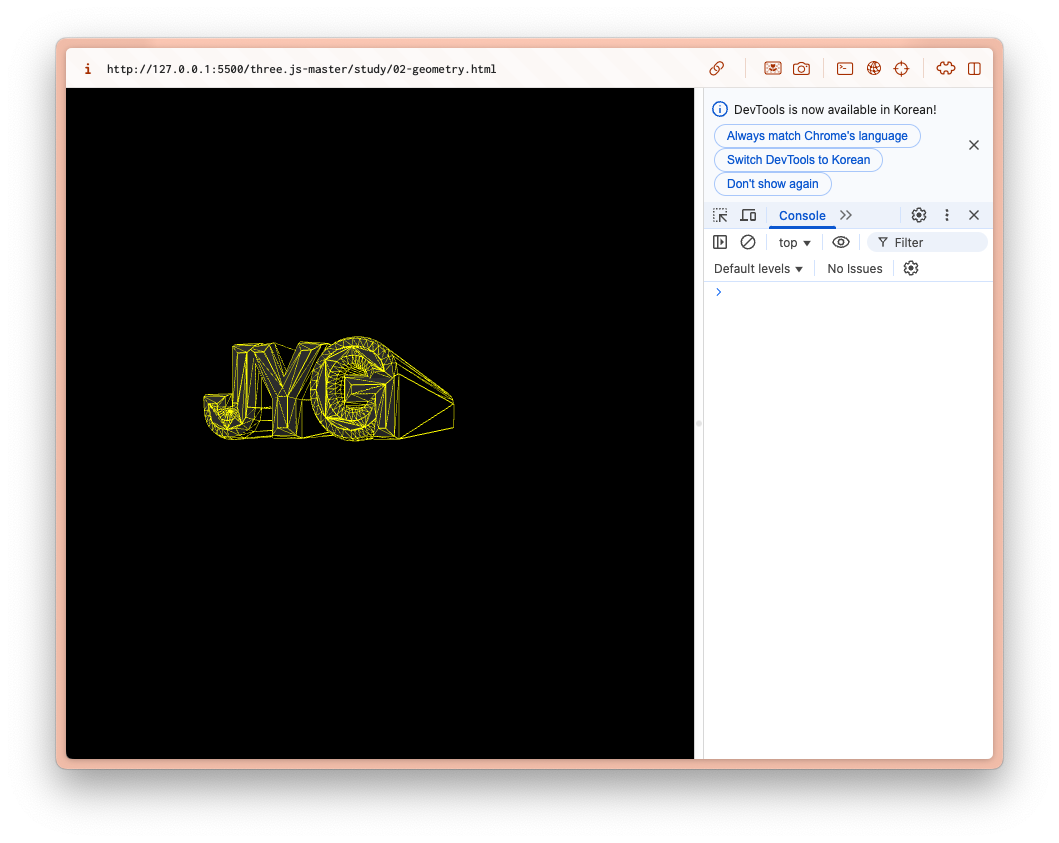 i http://127.0.0.1:5500/three.js-master/study/02-geometry.html
JYG
DevTools is now available in Korean!
Always match Chrome's language
Switch DevTools to Korean
Don't show again
Console
top
Filter
Default levels
No Issues